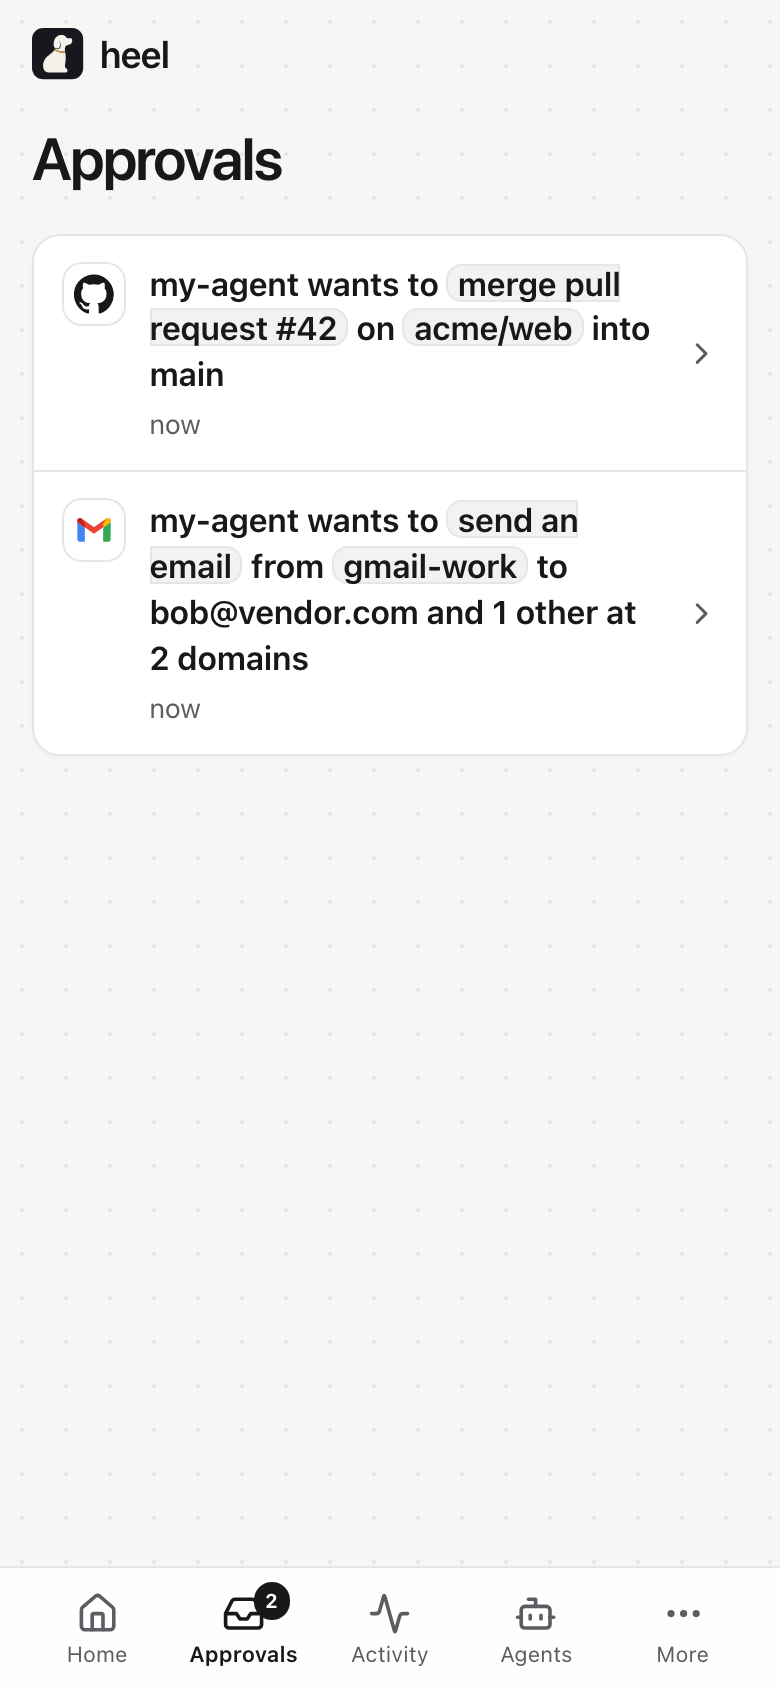 heel
Approvals
my-agent wants to merge pull
request #42 on acme/web into
main
now
my-agent wants to send an
email from gmail-work to
bob@vendor.com and 1 other at
2 domains
now
2
Home
Approvals
Activity
Agents
More